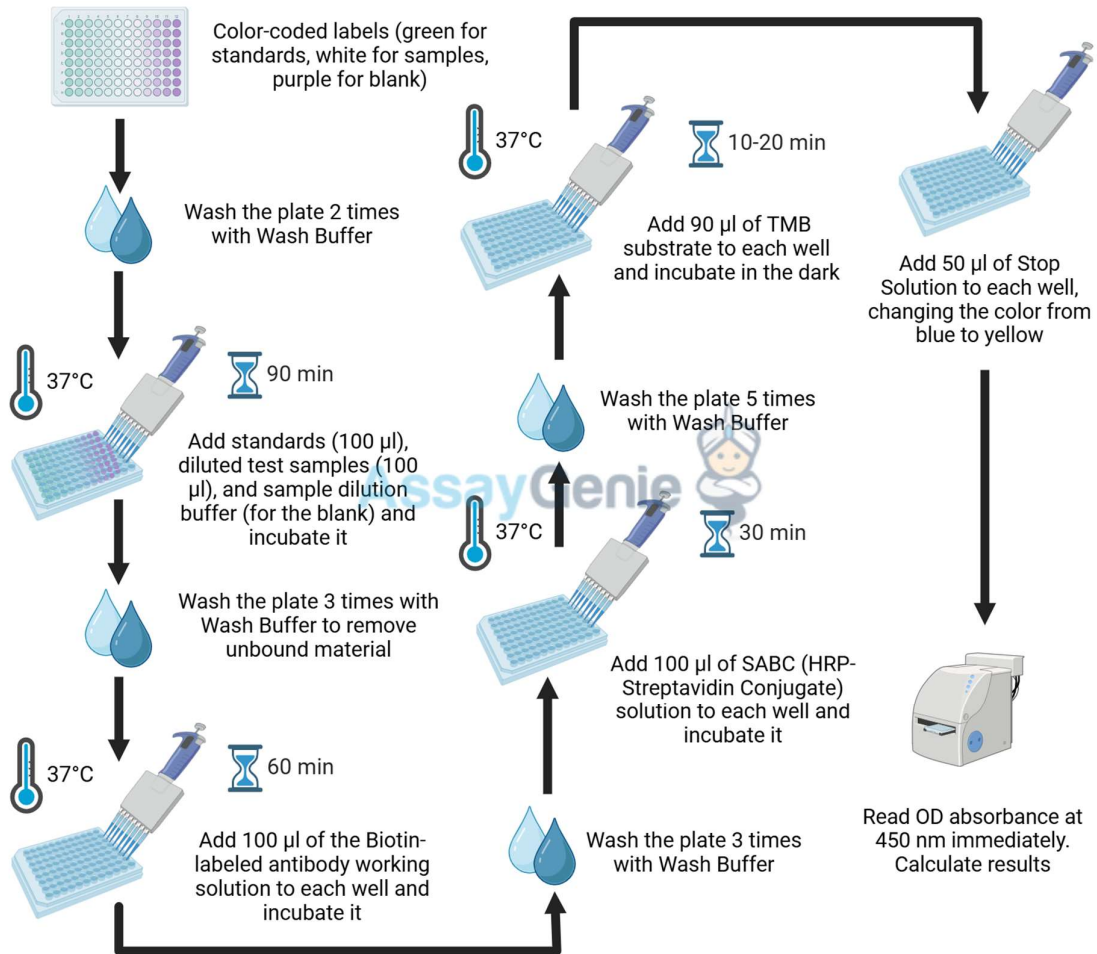 Color-coded labels (green for
standards, white for samples,
purple for blank)
Wash the plate 2 times
with Wash Buffer
37°C
90 min
Add standards (100 µl),
diluted test samples (100
µl), and sample dilution
buffer (for the blank) and
incubate it
Wash the plate 3 times with
Wash Buffer to remove
unbound material
37°C
60 min
Add 100 µl of the Biotin-
labeled antibody working
solution to each well and
incubate it
Wash the plate 3 times
with Wash Buffer
37°C
30 min
Add 100 µl of SABC (HRP-
Streptavidin Conjugate)
solution to each well and
incubate it
Wash the plate 5 times
with Wash Buffer
37°C
10-20 min
Add 90 µl of TMB
substrate to each well
and incubate in the dark
Add 50 µl of Stop
Solution to each well,
changing the color from
blue to yellow
Read OD absorbance at
450 nm immediately.
Calculate results
AssayGenie